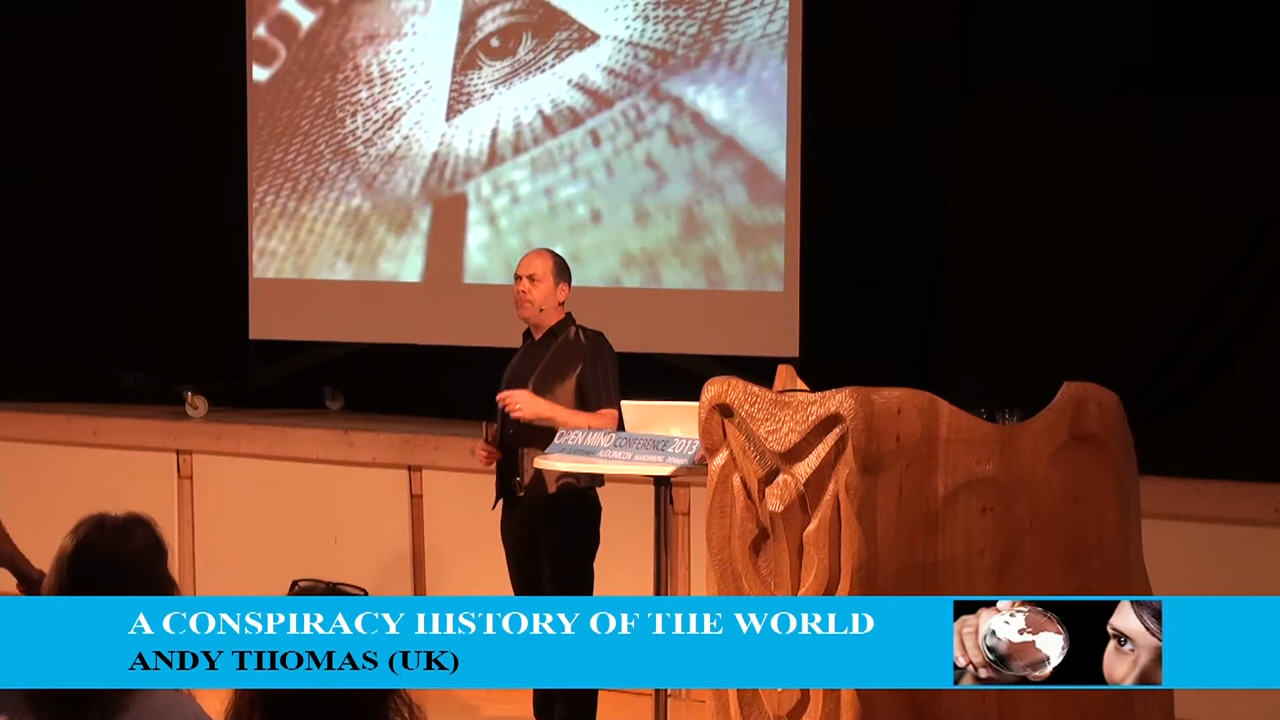 OPEN MIND CONFERENCE 2013
A CONSPIRACY HISTORY OF THE WORLD
ANDY THOMAS (UK)